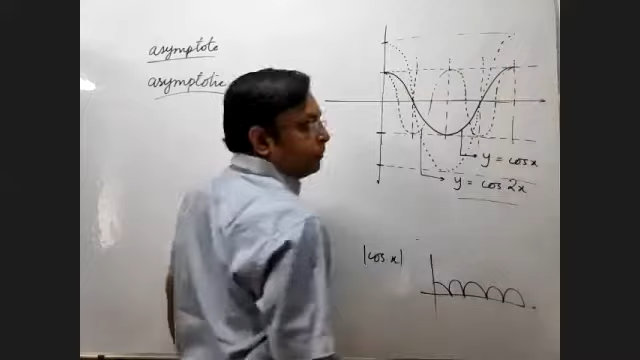 asymptote
asymptotic
y = cos x
y = cos 2x
|cos x|